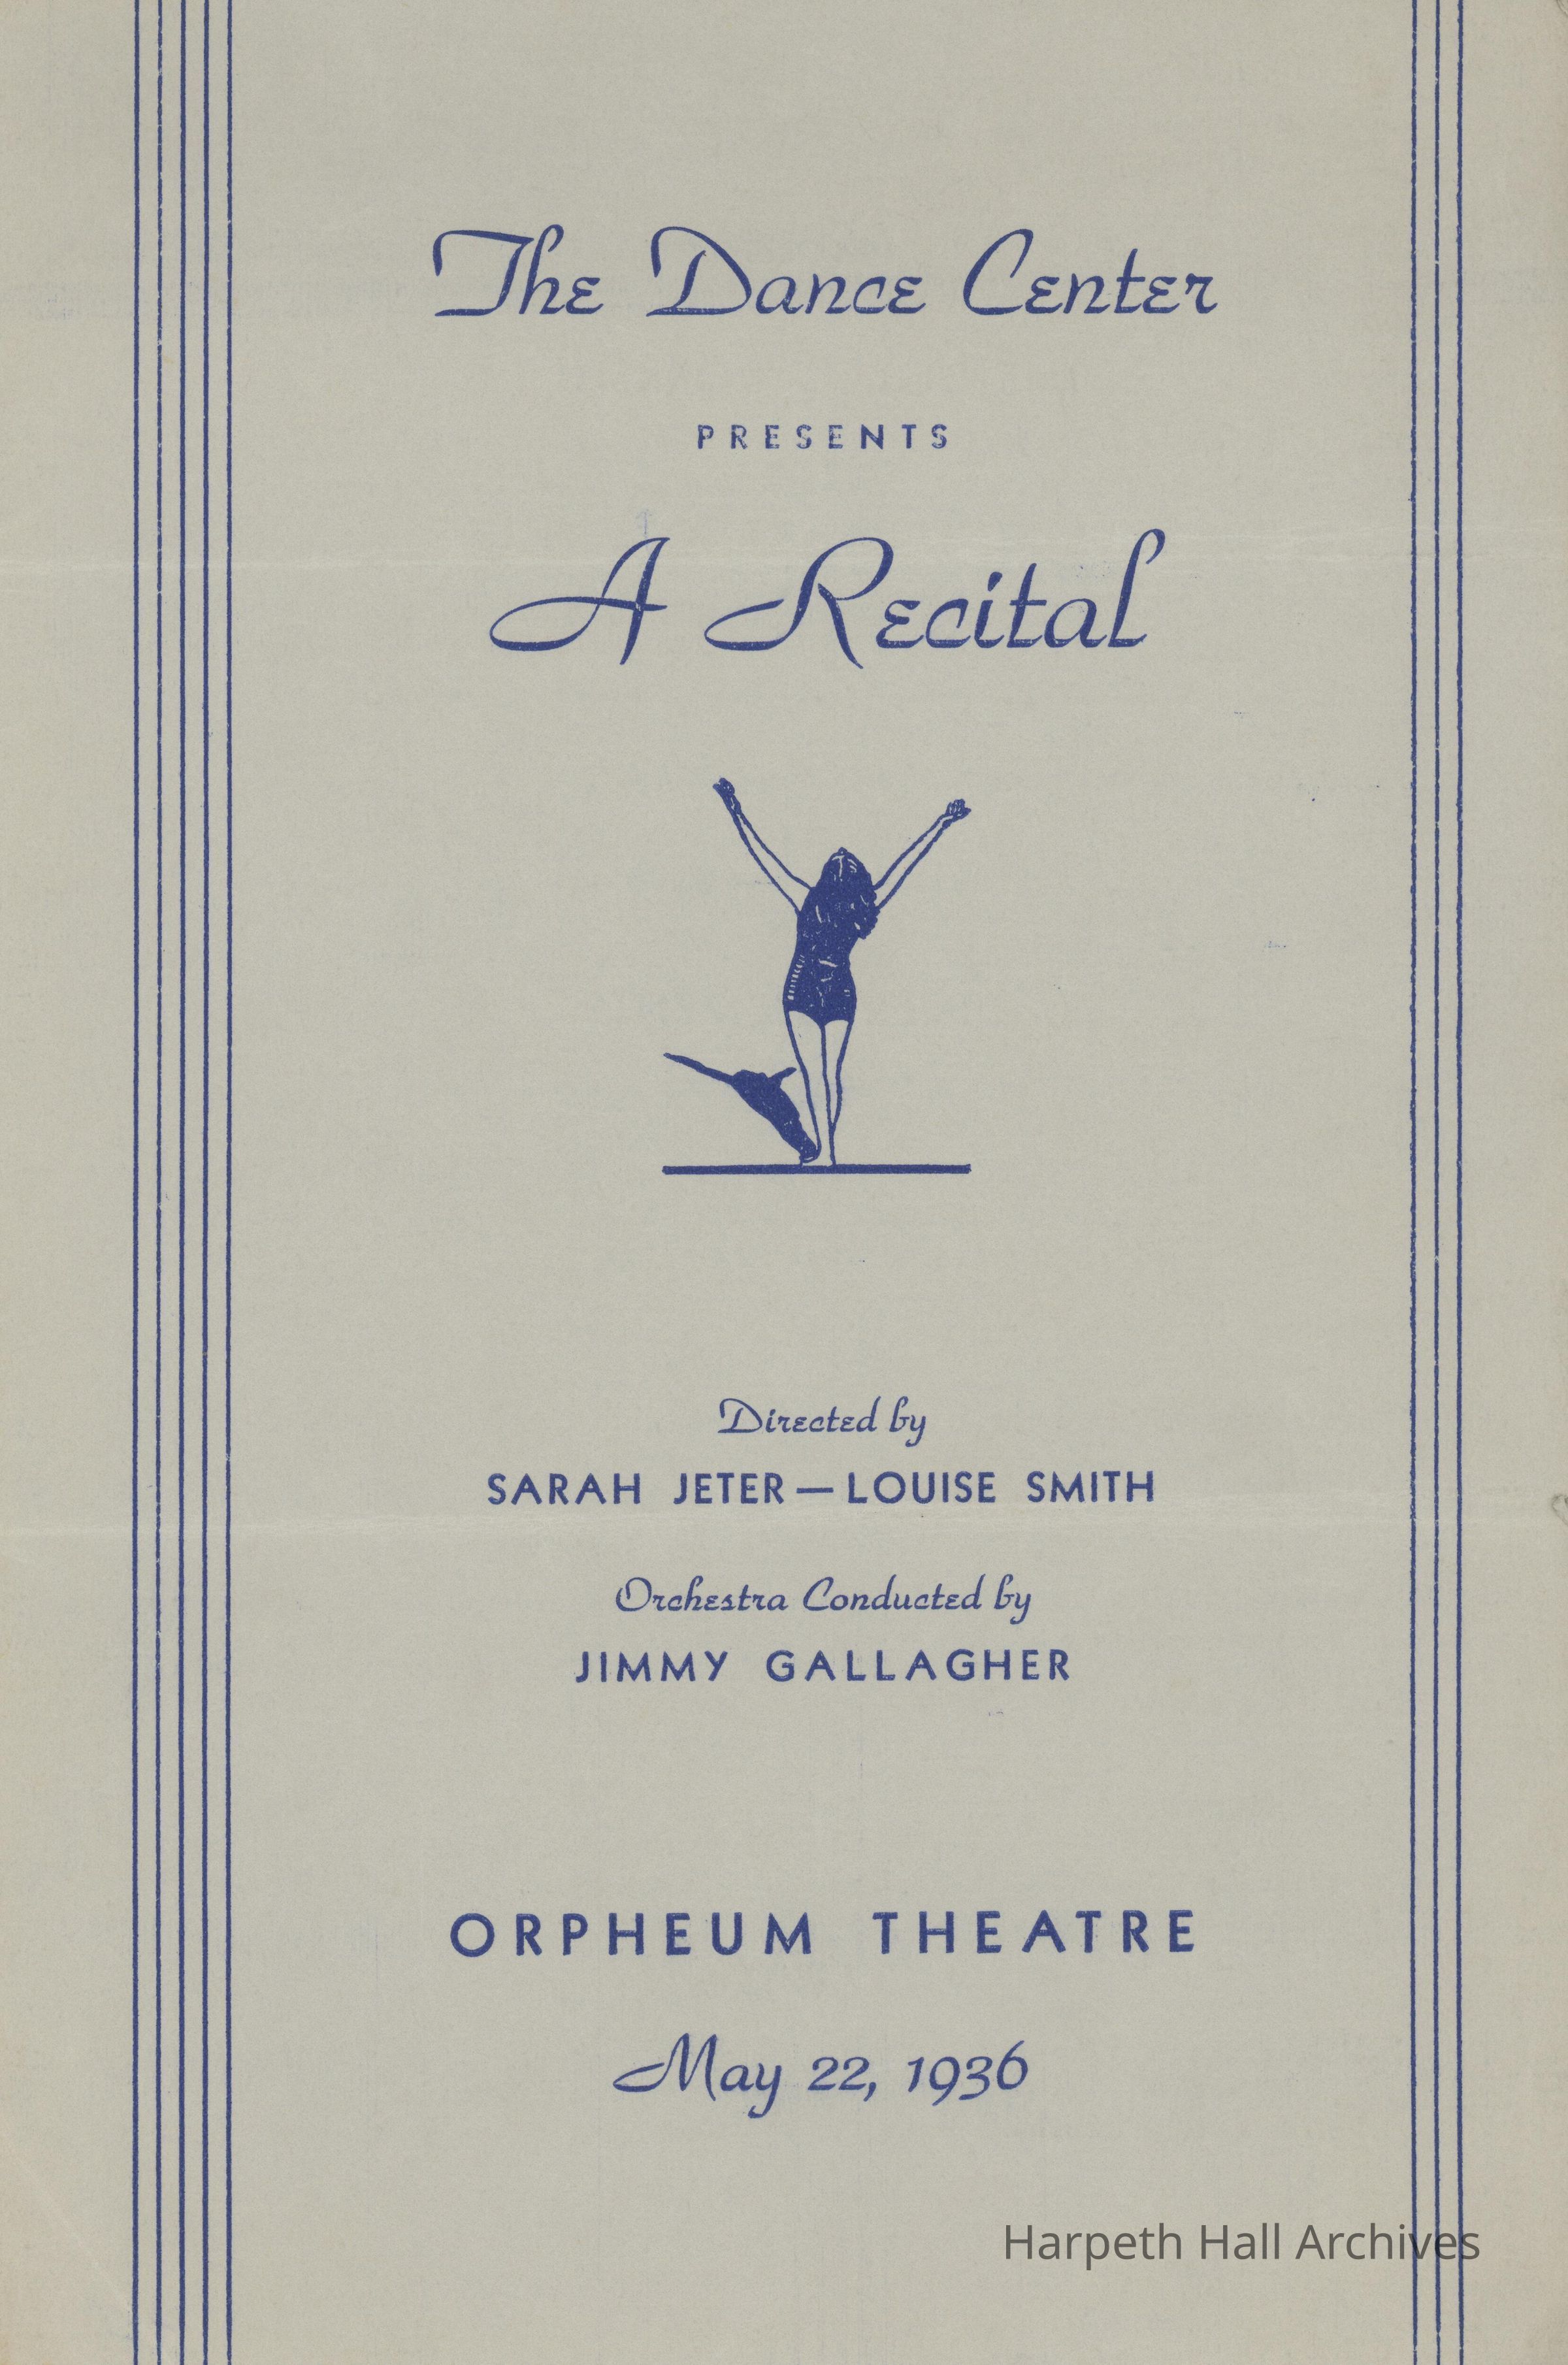 The Dance Center
PRESENTS
A Recital
Directed by
SARAH JETER—LOUISE SMITH
Orchestra Conducted by
JIMMY GALLAGHER
ORPHEUM THEATRE
May 22, 1936
Harpeth Hall Archives